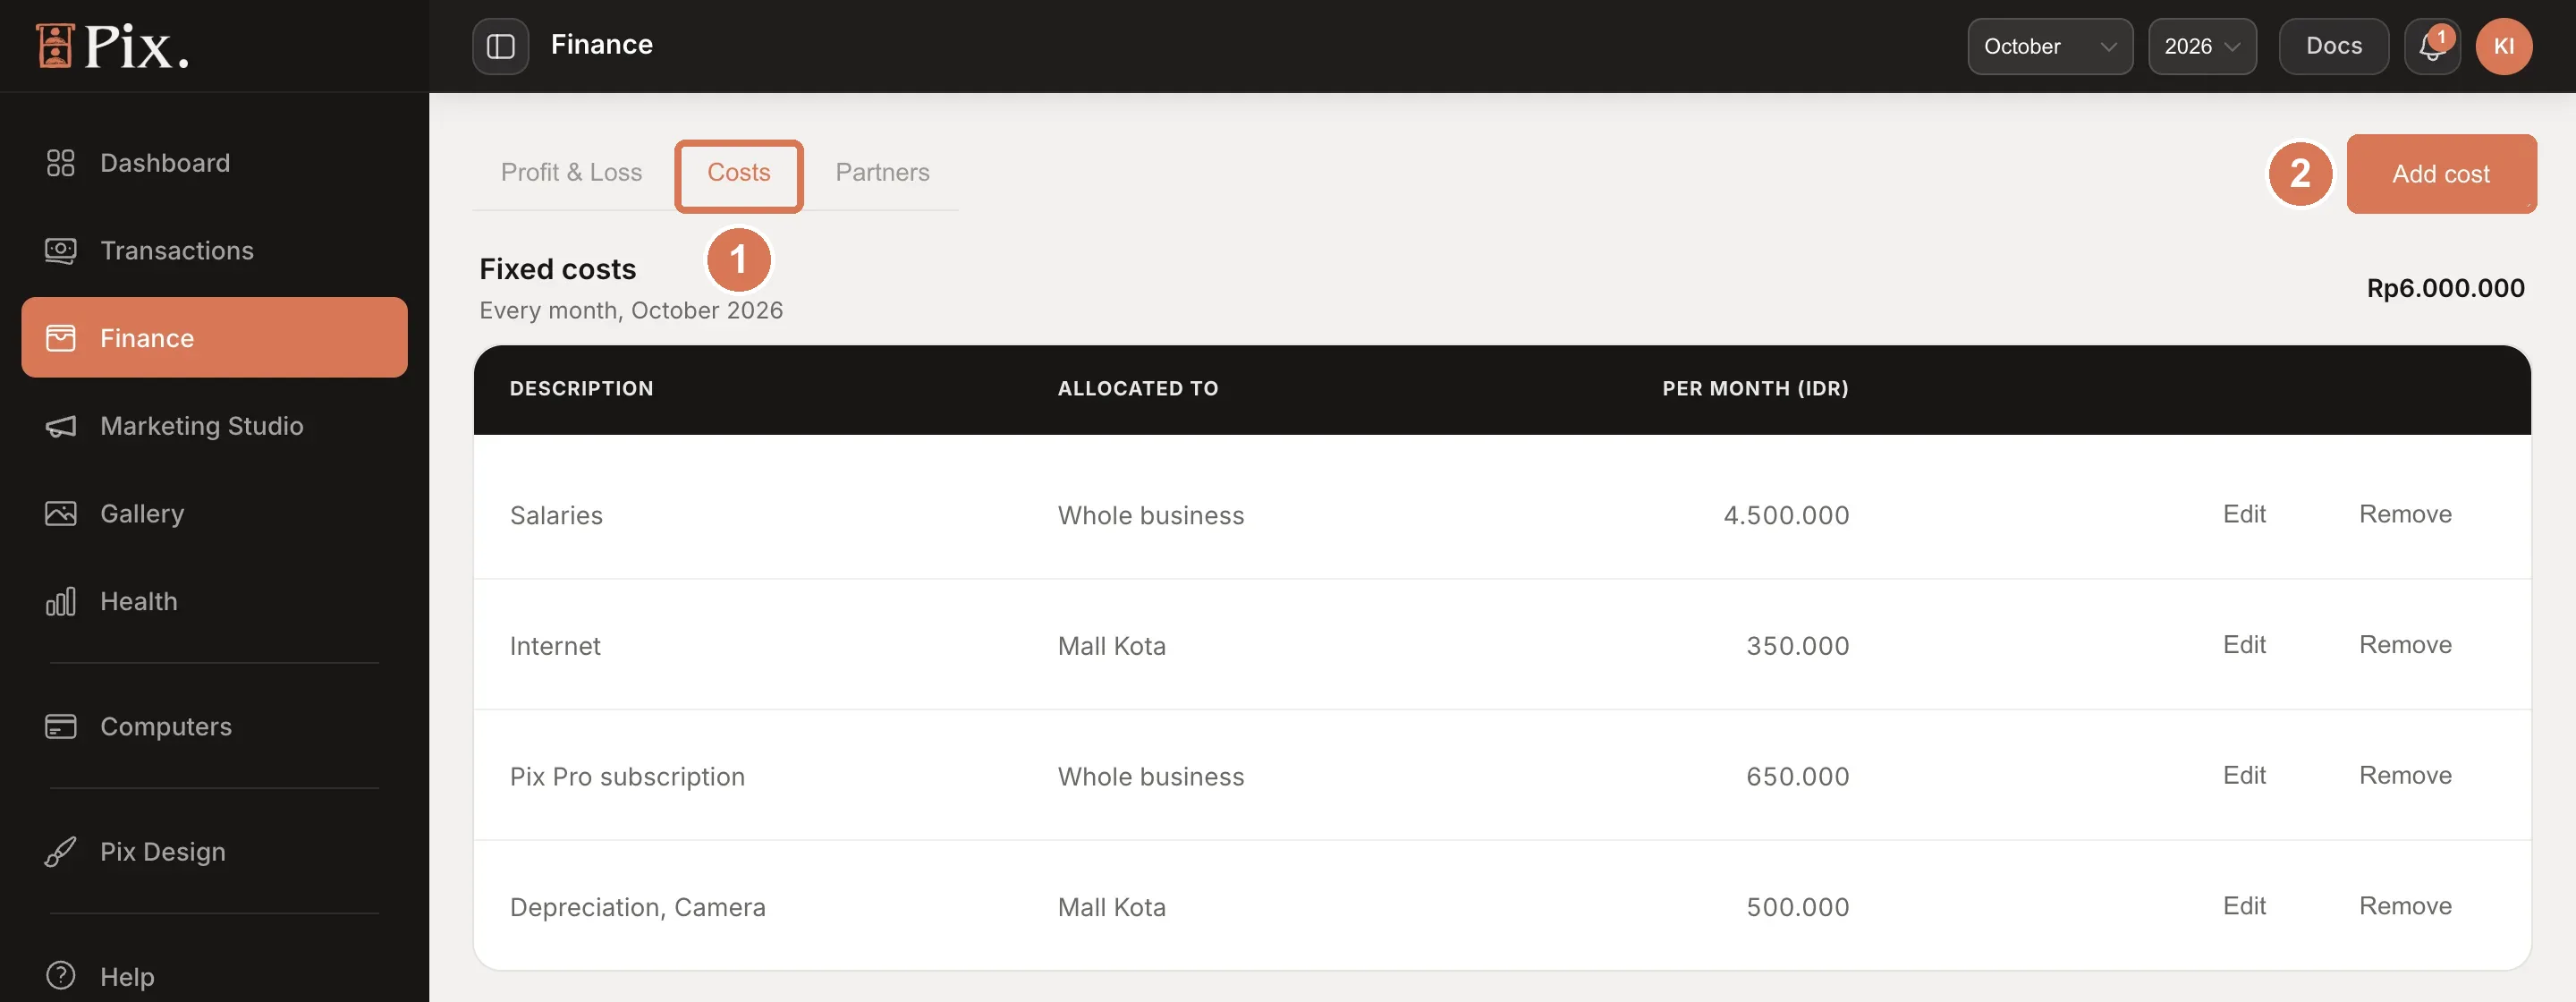 Pix.
Finance
October
2026
Docs
1
KI
Dashboard
Transactions
Finance
Marketing Studio
Gallery
Health
Computers
Pix Design
Help
Profit & Loss
Costs
Partners
2
Add cost
1
Fixed costs
Every month, October 2026
Rp6.000.000
DESCRIPTION ALLOCATED TO PER MONTH (IDR)
Salaries Whole business 4.500.000 Edit Remove
Internet Mall Kota 350.000 Edit Remove
Pix Pro subscription Whole business 650.000 Edit Remove
Depreciation, Camera Mall Kota 500.000 Edit Remove